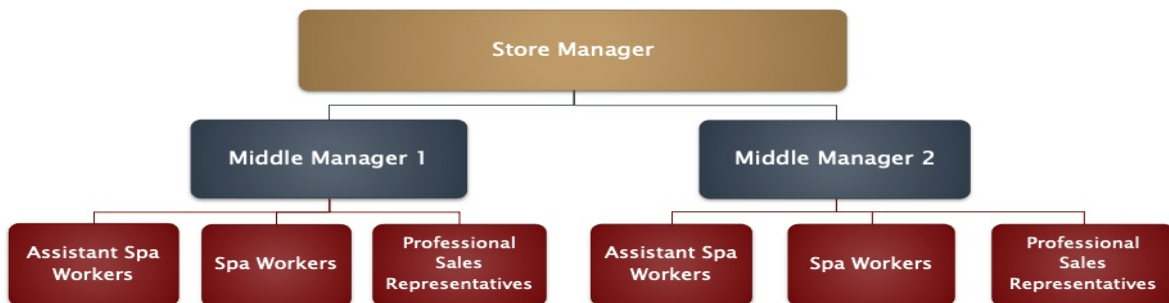 Store Manager
Middle Manager 1
Middle Manager 2
Assistant Spa
Workers
Spa Workers
Professional
Sales
Representatives
Assistant Spa
Workers
Spa Workers
Professional
Sales
Representatives